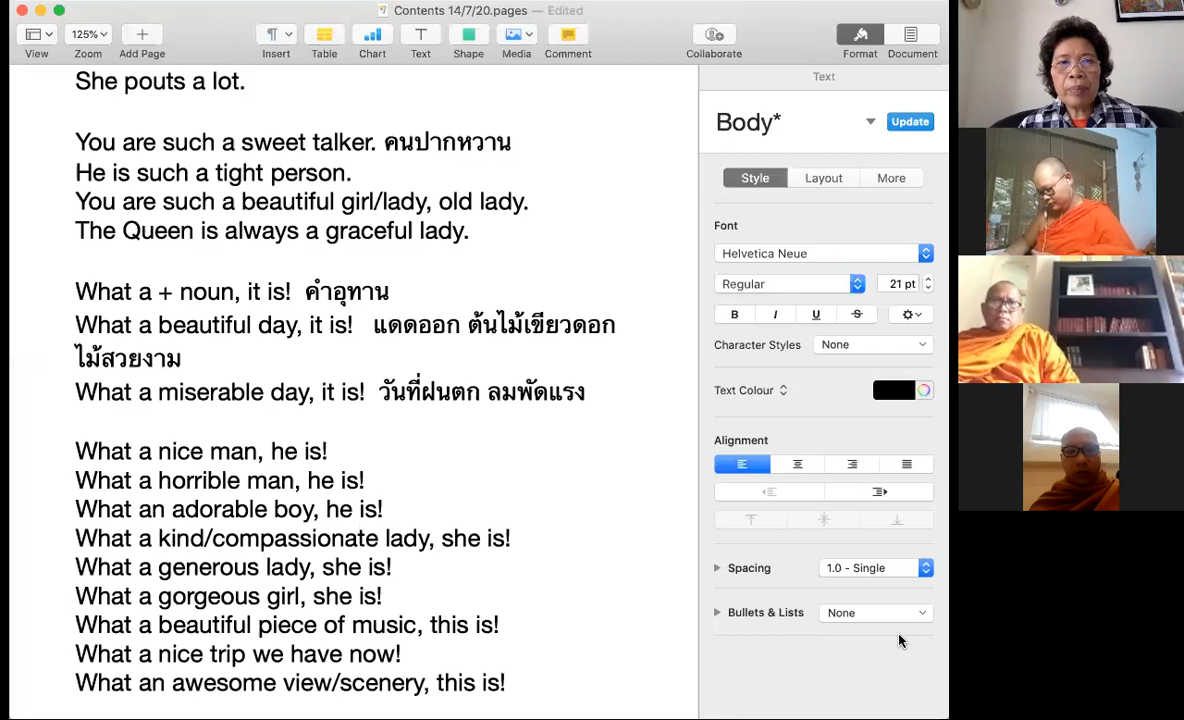 Contents 14/7/20.pages — Edited
125%
View
Zoom
Add Page
Insert
Table
Chart
Text
Shape
Media
Comment
Collaborate
Format
Document
She pouts a lot.
You are such a sweet talker. คนปากหวาน
He is such a tight person.
You are such a beautiful girl/lady, old lady.
The Queen is always a graceful lady.
What a + noun, it is!  คำอุทาน
What a beautiful day, it is!   แดดออก ต้นไม้เขียวดอก
ไม้สวยงาม
What a miserable day, it is!  วันที่ฝนตก ลมพัดแรง
What a nice man, he is!
What a horrible man, he is!
What an adorable boy, he is!
What a kind/compassionate lady, she is!
What a generous lady, she is!
What a gorgeous girl, she is!
What a beautiful piece of music, this is!
What a nice trip we have now!
What an awesome view/scenery, this is!
Text
Body*
Update
Style
Layout
More
Font
Helvetica Neue
Regular
21 pt
B I U S
Character Styles
None
Text Colour
Alignment
Spacing
1.0 - Single
Bullets & Lists
None